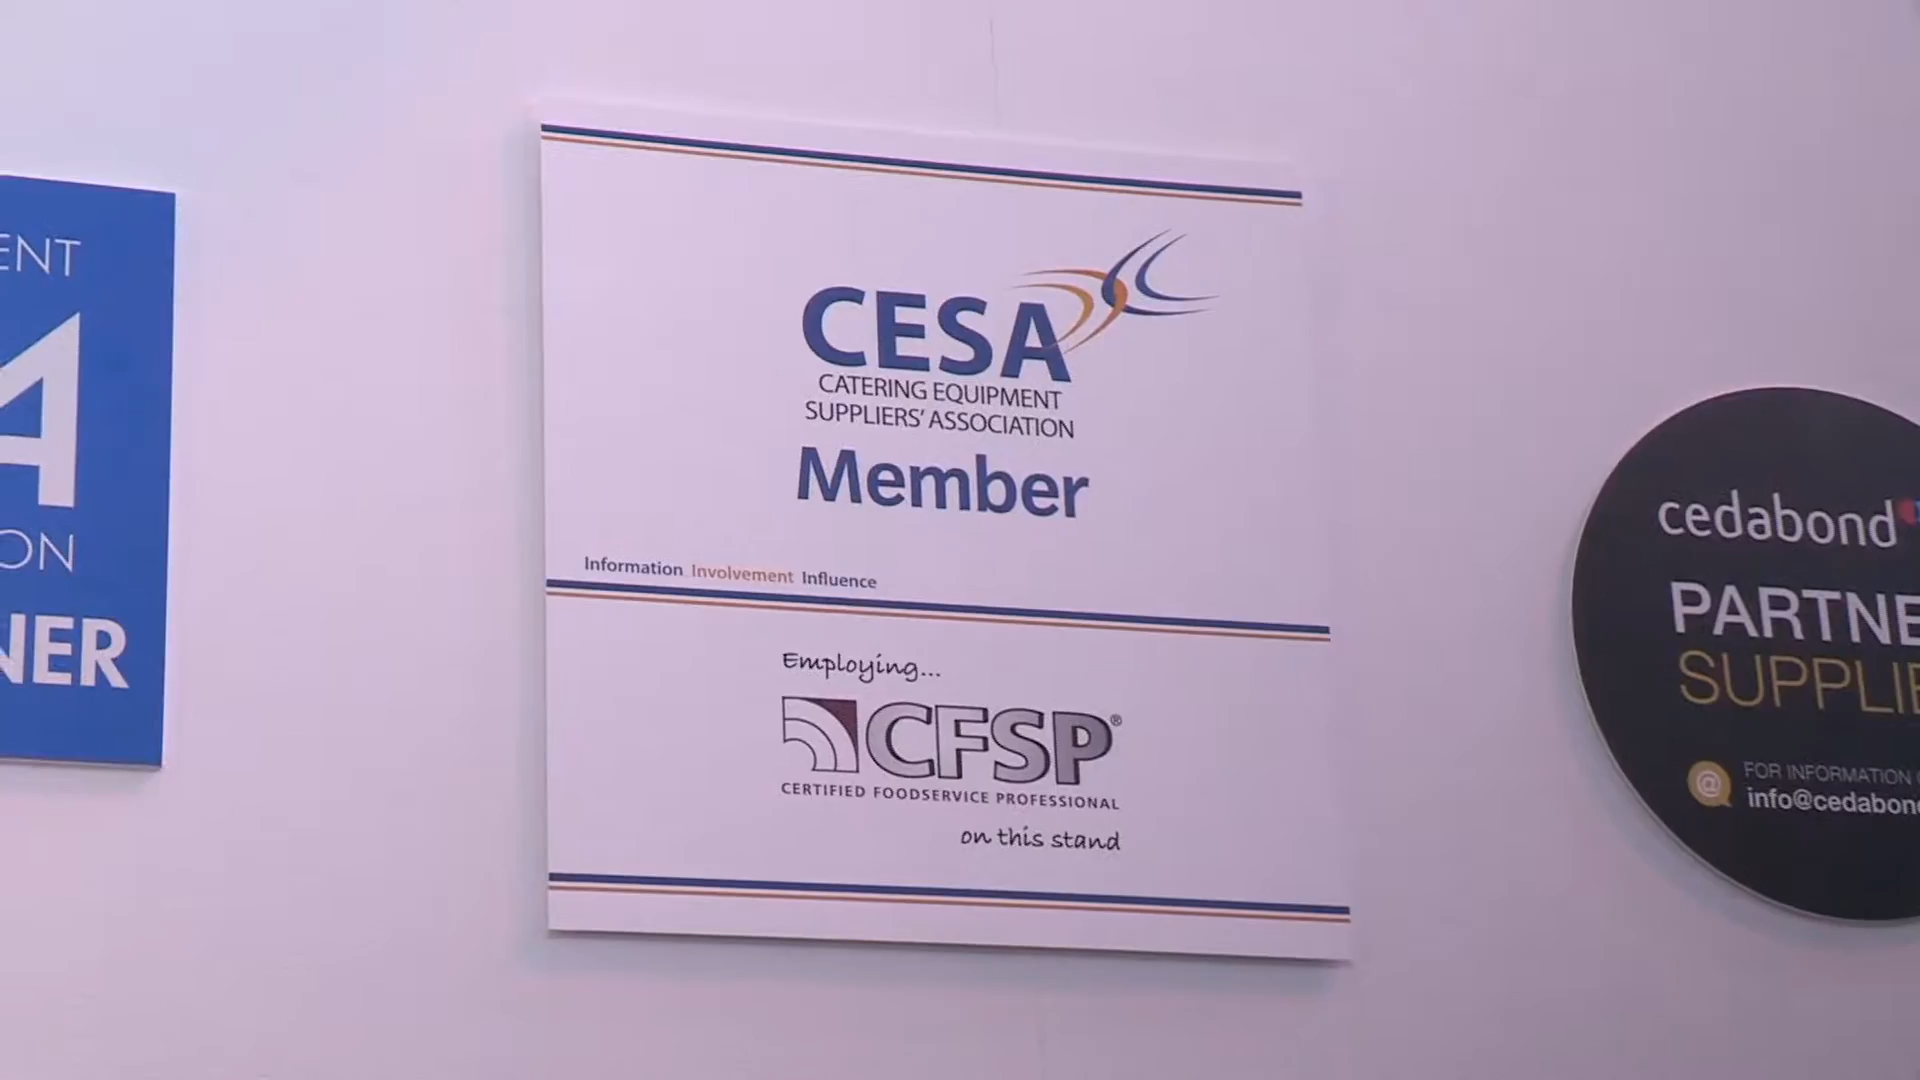 ENT
A
ON
NER
CESA
CATERING EQUIPMENT
SUPPLIERS' ASSOCIATION
Member
Information Involvement Influence
Employing...
CFSP®
CERTIFIED FOODSERVICE PROFESSIONAL
on this stand
cedabond
PARTNE
SUPPLIE
@ FOR INFORMATION
info@cedabond